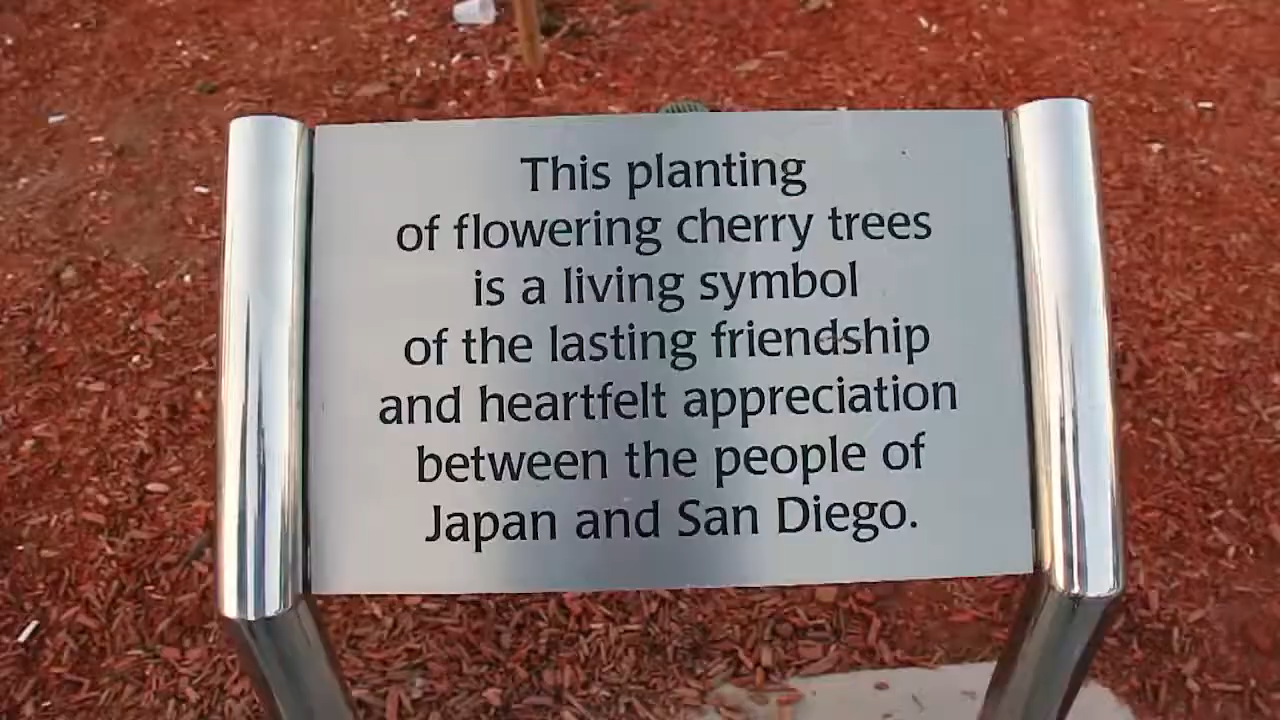 This planting
of flowering cherry trees
is a living symbol
of the lasting friendship
and heartfelt appreciation
between the people of
Japan and San Diego.